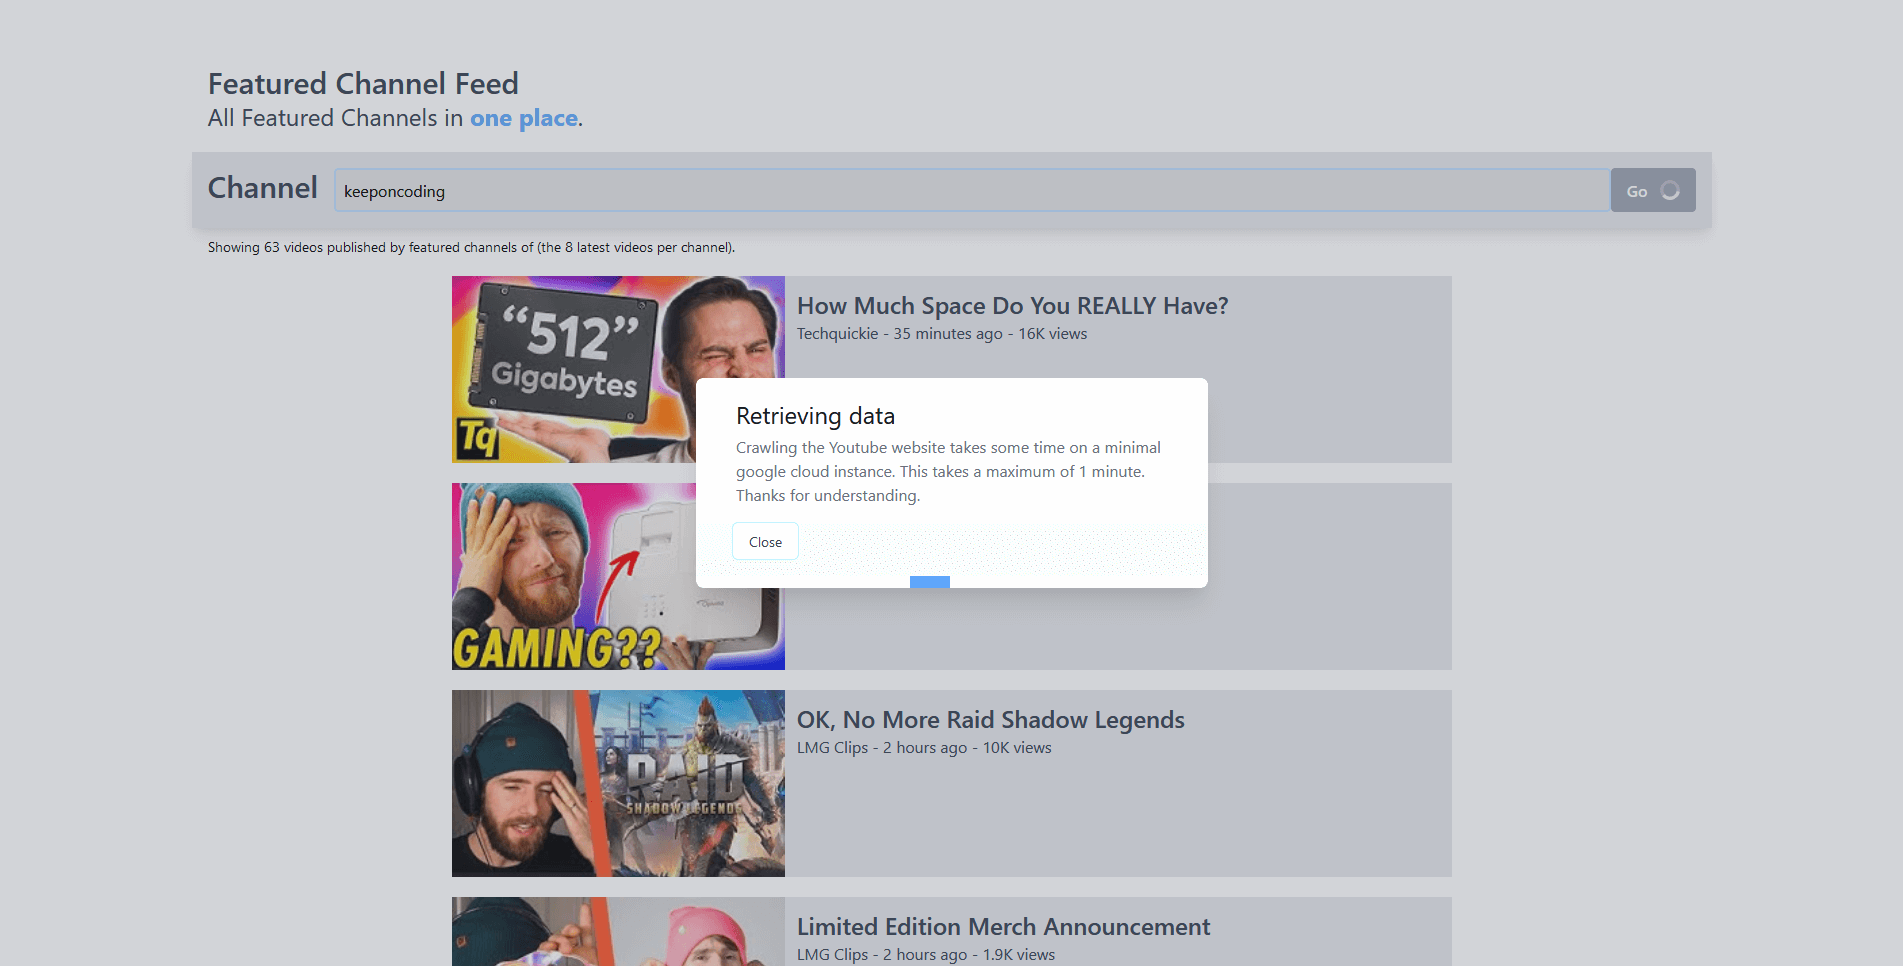 Featured Channel Feed
All Featured Channels in one place.
Channel
keeponcoding
Go
Showing 63 videos published by featured channels of (the 8 latest videos per channel).
“512”
Gigabytes
Tq
How Much Space Do You REALLY Have?
Techquickie - 35 minutes ago - 16K views
Retrieving data
Crawling the Youtube website takes some time on a minimal
google cloud instance. This takes a maximum of 1 minute.
Thanks for understanding.
Close
GAMING??
RAID
SHADOW LEGENDS
OK, No More Raid Shadow Legends
LMG Clips - 2 hours ago - 10K views
Limited Edition Merch Announcement
LMG Clips - 2 hours ago - 1.9K views